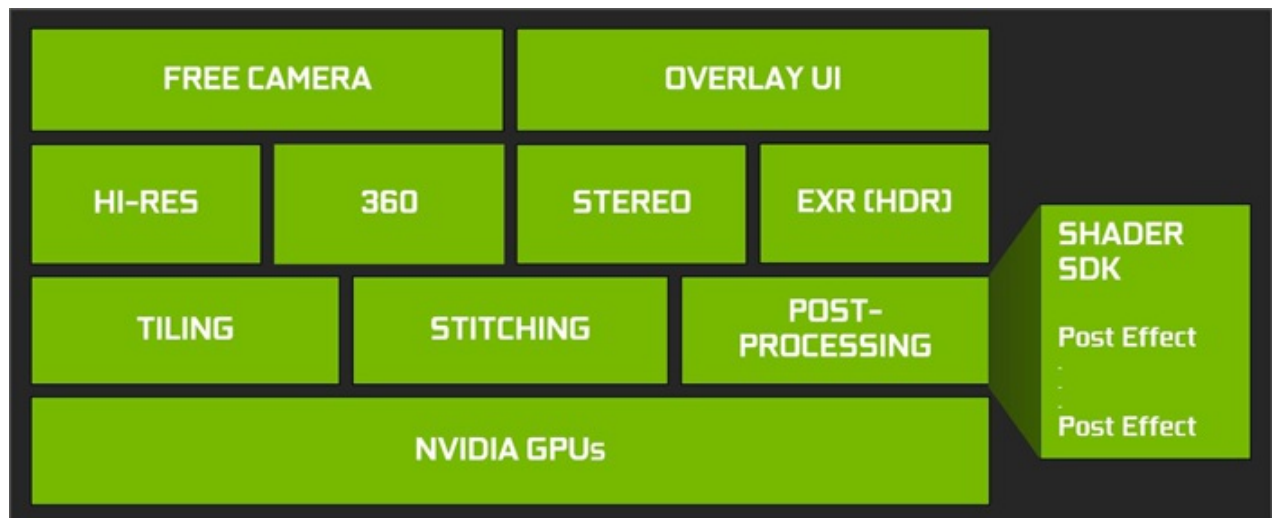 FREE CAMERA
OVERLAY UI
HI-RES
360
STEREO
EXR (HDR)
TILING
STITCHING
POST-
PROCESSING
NVIDIA GPUs
SHADER
SDK
Post Effect
.
.
.
Post Effect